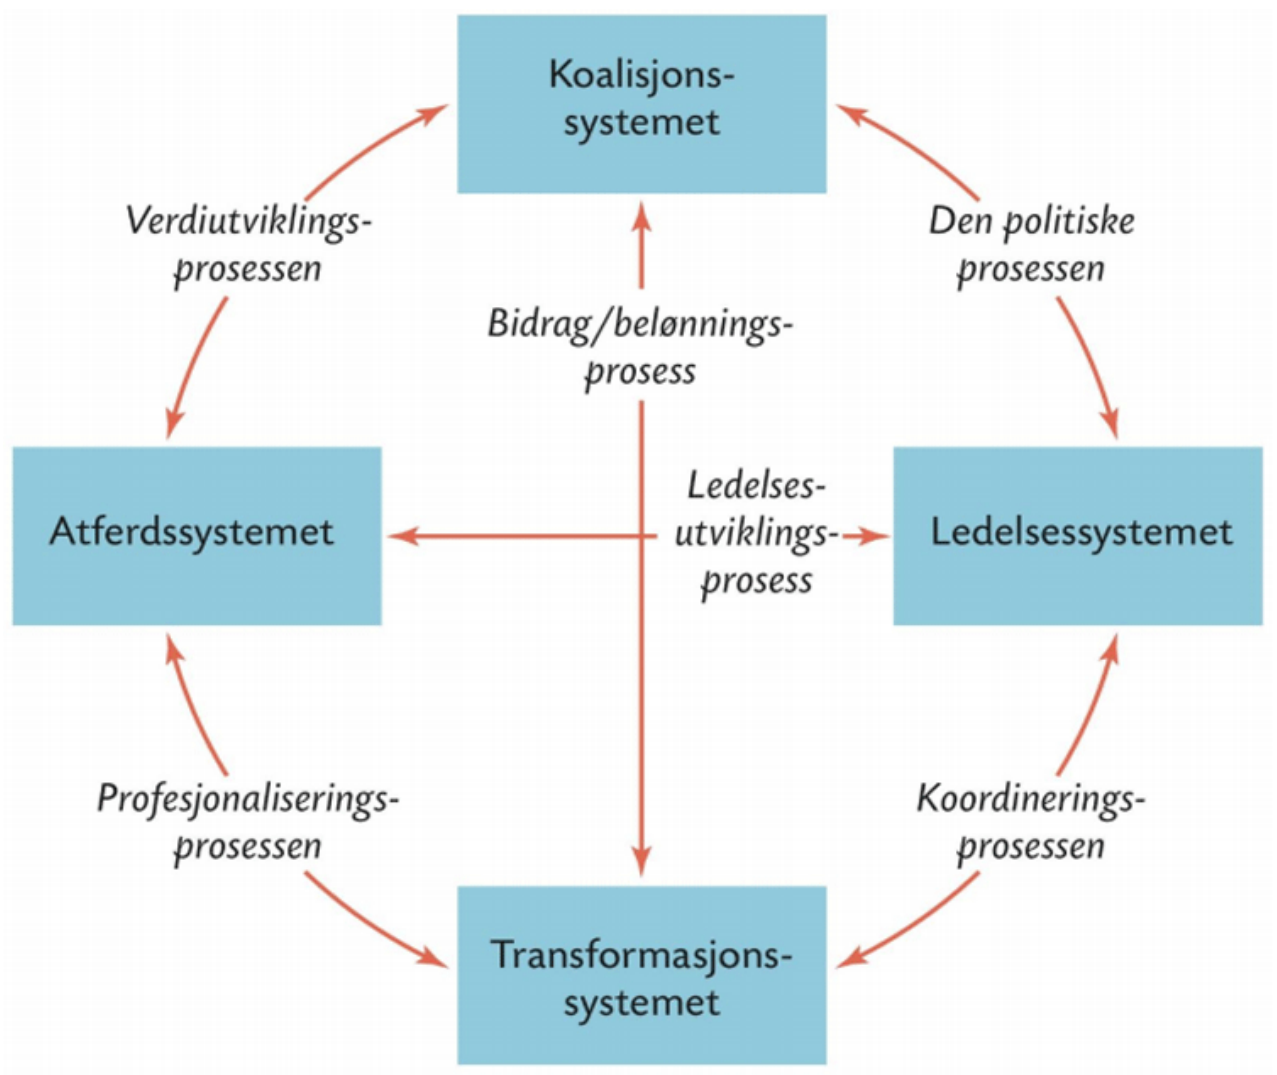 Koalisjons-
systemet
Verdiutviklings-
prosessen
Den politiske
prosessen
Bidrag/belønnings-
prosess
Atferdssystemet
Ledelses-
utviklings-
prosess
Ledelsessystemet
Profesjonaliserings-
prosessen
Koordinerings-
prosessen
Transformasjons-
systemet